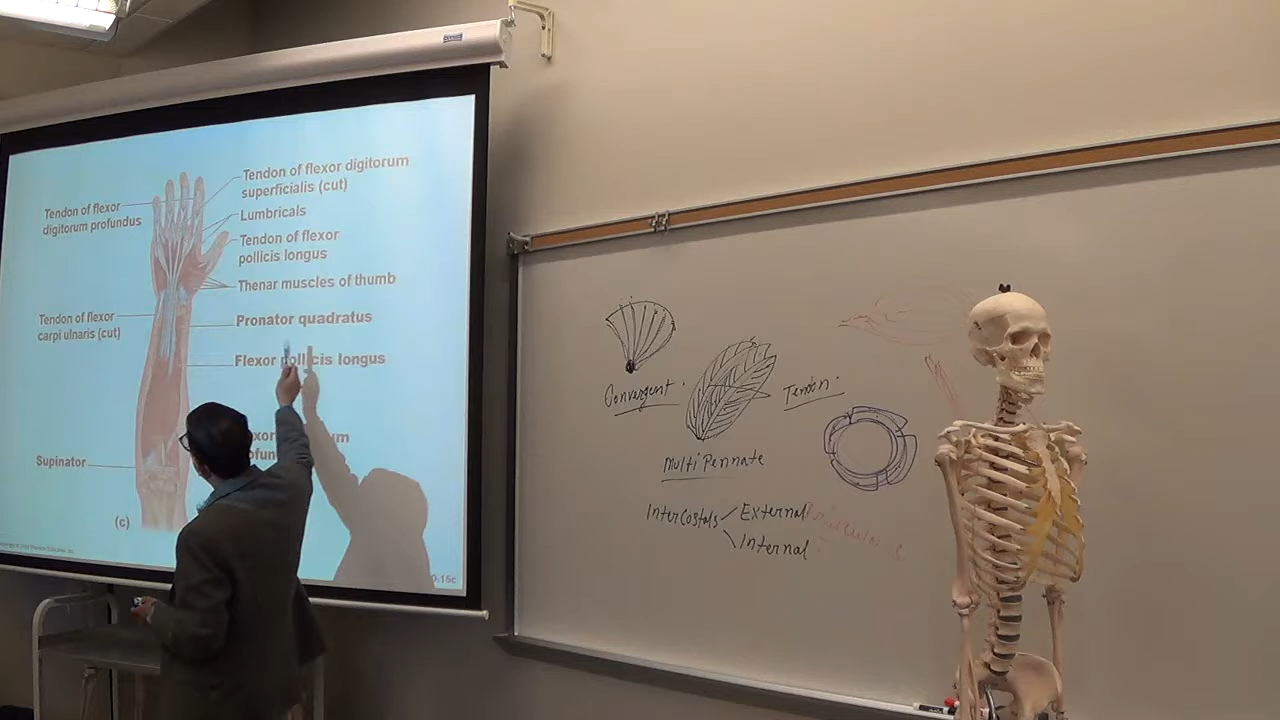 Tendon of flexor
digitorum profundus
Tendon of flexor digitorum
superficialis (cut)
Lumbricals
Tendon of flexor
pollicis longus
Thenar muscles of thumb
Tendon of flexor
carpi ulnaris (cut)
Pronator quadratus
Flexor pollicis longus
Supinator
(c)
Convergent
Tendon
MultiPennate
InterCostals
External
Internal